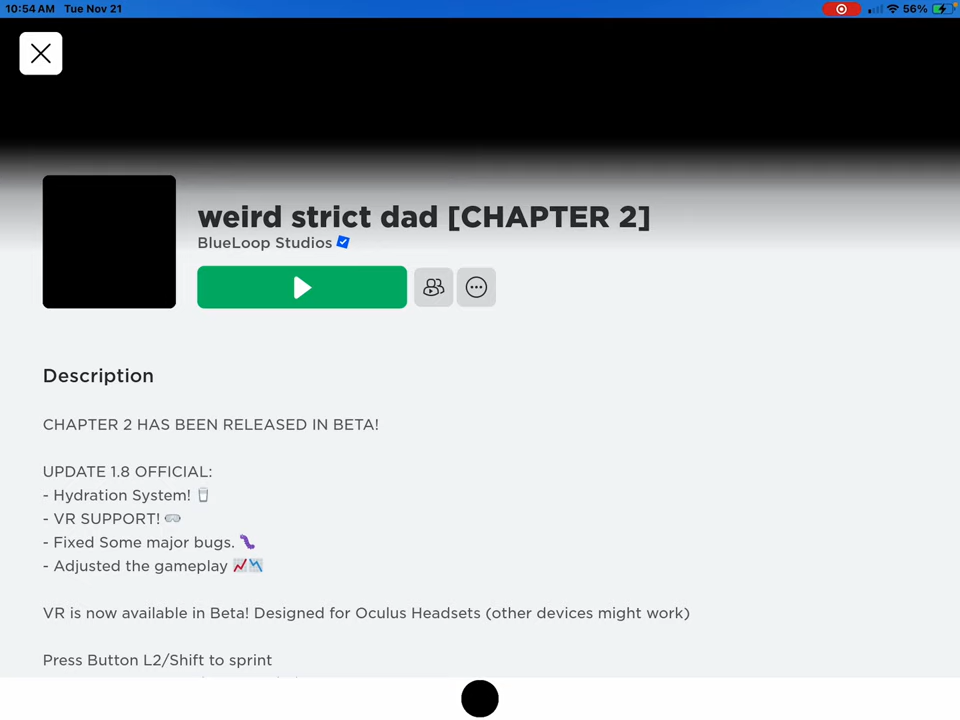 10:54 AM Tue Nov 21 56%
weird strict dad [CHAPTER 2]
BlueLoop Studios
Description
CHAPTER 2 HAS BEEN RELEASED IN BETA!
UPDATE 1.8 OFFICIAL:
- Hydration System! 🥛
- VR SUPPORT! 🥽
- Fixed Some major bugs. 🪱
- Adjusted the gameplay 📈📉
VR is now available in Beta! Designed for Oculus Headsets (other devices might work)
Press Button L2/Shift to sprint